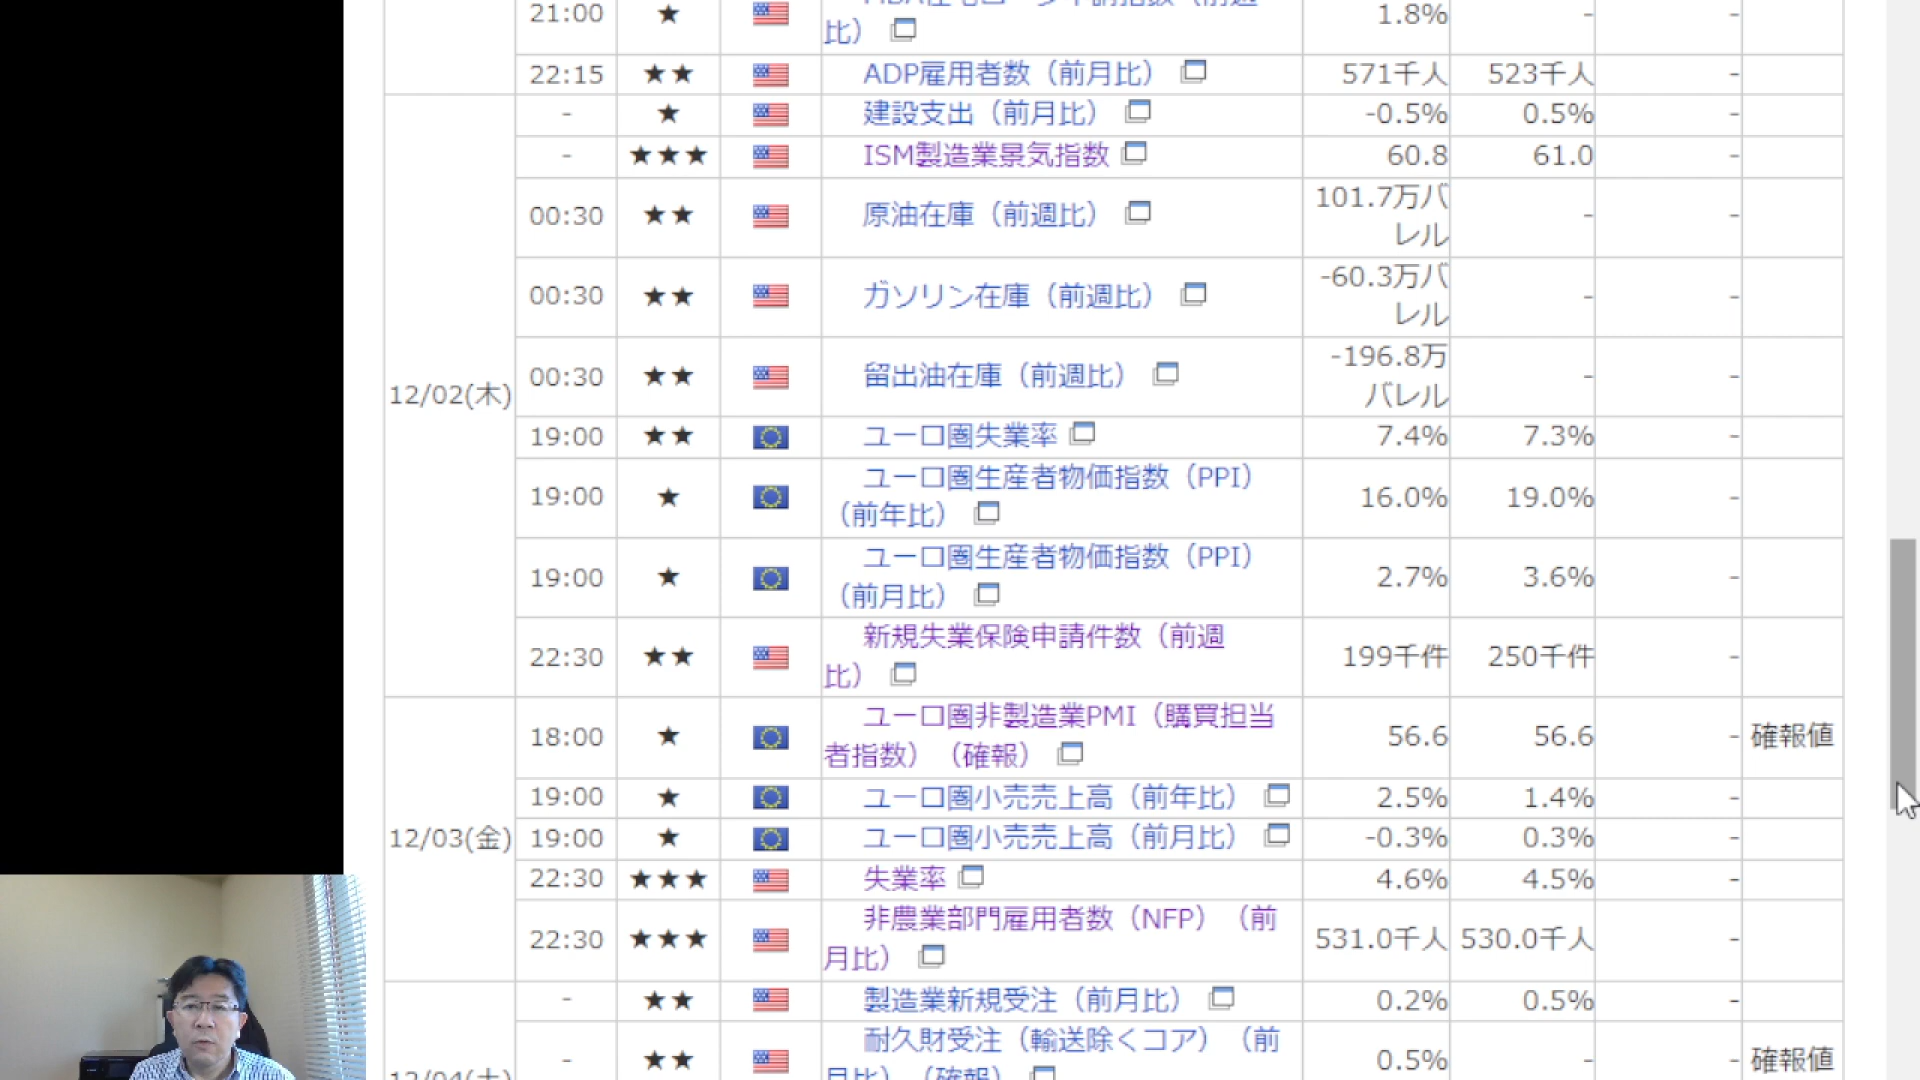 21:00 ★ 比） 1.8% - -
22:15 ★★ ADP雇用者数（前月比） 571千人 523千人 -
12/02(木)
- ★ 建設支出（前月比） -0.5% 0.5% -
- ★★★ ISM製造業景気指数 60.8 61.0 -
00:30 ★★ 原油在庫（前週比） 101.7万バ
レル - -
00:30 ★★ ガソリン在庫（前週比） -60.3万バ
レル - -
00:30 ★★ 留出油在庫（前週比） -196.8万
バレル - -
19:00 ★★ ユーロ圏失業率 7.4% 7.3% -
19:00 ★ ユーロ圏生産者物価指数（PPI）
（前年比） 16.0% 19.0% -
19:00 ★ ユーロ圏生産者物価指数（PPI）
（前月比） 2.7% 3.6% -
22:30 ★★ 新規失業保険申請件数（前週
比） 199千件 250千件 -
12/03(金)
18:00 ★ ユーロ圏非製造業PMI（購買担当
者指数）（確報） 56.6 56.6 - 確報値
19:00 ★ ユーロ圏小売売上高（前年比） 2.5% 1.4% -
19:00 ★ ユーロ圏小売売上高（前月比） -0.3% 0.3% -
22:30 ★★★ 失業率 4.6% 4.5% -
22:30 ★★★ 非農業部門雇用者数（NFP）（前
月比） 531.0千人 530.0千人 -
12/04(土)
- ★★ 製造業新規受注（前月比） 0.2% 0.5% -
- ★★ 耐久財受注（輸送除くコア）（前
月比）（確報） 0.5% - - 確報値